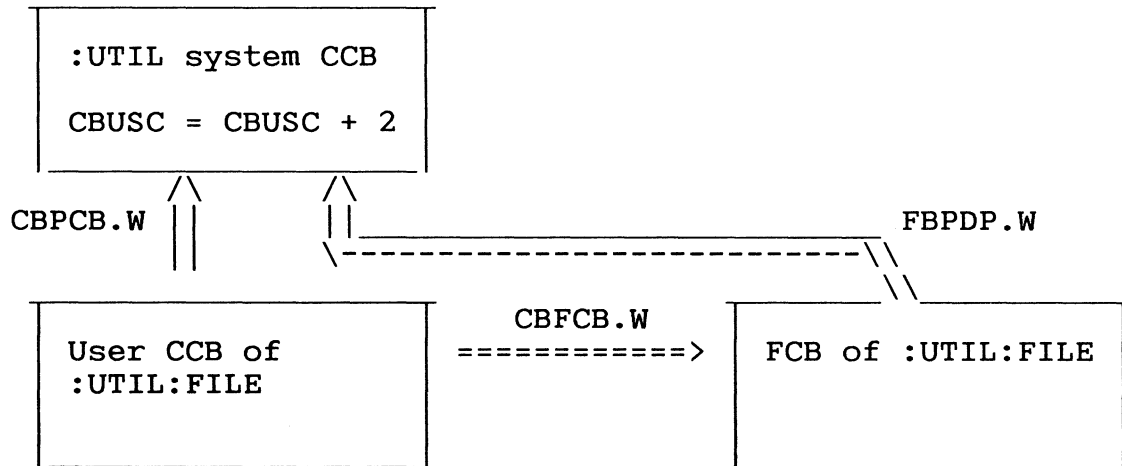 :UTIL system CCB
CBUSC = CBUSC + 2
CBPCB.W
FBPDP.W
CBFCB.W
User CCB of
:UTIL:FILE
============>
FCB of :UTIL:FILE